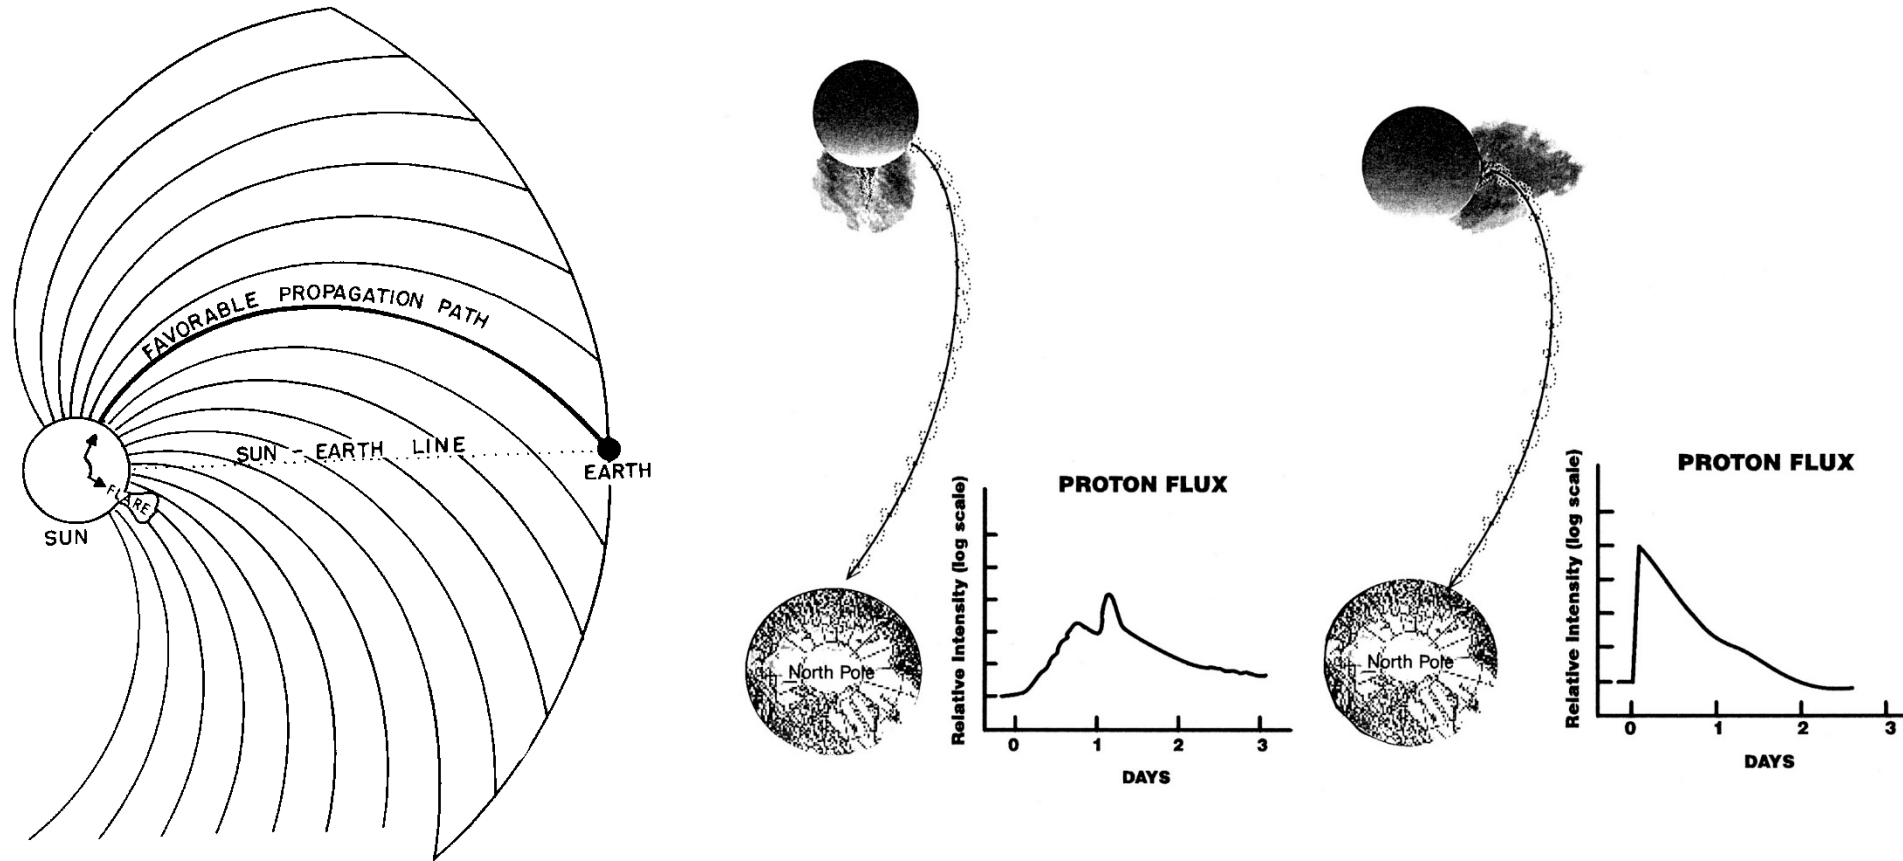 FAVORABLE PROPAGATION PATH
SUN – EARTH LINE
EARTH
FLARE
SUN
North Pole
PROTON FLUX
Relative Intensity (log scale)
0 1 2 3
DAYS
North Pole
PROTON FLUX
Relative Intensity (log scale)
0 1 2 3
DAYS